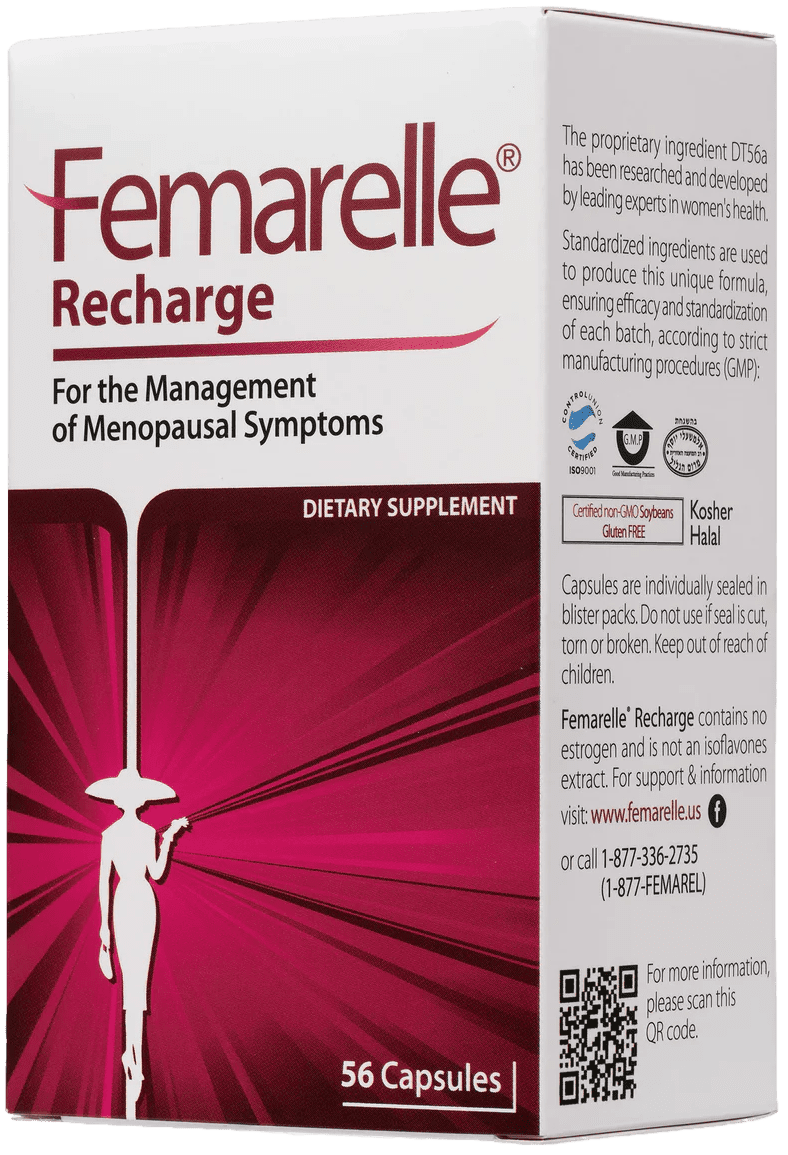 Femarelle®
Recharge
For the Management
of Menopausal Symptoms
DIETARY SUPPLEMENT
56 Capsules
The proprietary ingredient DT56a
has been researched and developed
by leading experts in women's health.
Standardized ingredients are used
to produce this unique formula,
ensuring efficacy and standardization
of each batch, according to strict
manufacturing procedures (GMP):
CONTROLUNION
CERTIFIED
ISO9001
G.M.P
Good Manufacturing Practices
בהשגחת
מרום הגליל
Certified non-GMO Soybeans
Gluten FREE
Kosher
Halal
Capsules are individually sealed in
blister packs. Do not use if seal is cut,
torn or broken. Keep out of reach of
children.
Femarelle® Recharge contains no
estrogen and is not an isoflavones
extract. For support & information
visit: www.femarelle.us f
or call 1-877-336-2735
(1-877-FEMAREL)
For more information,
please scan this
QR code.